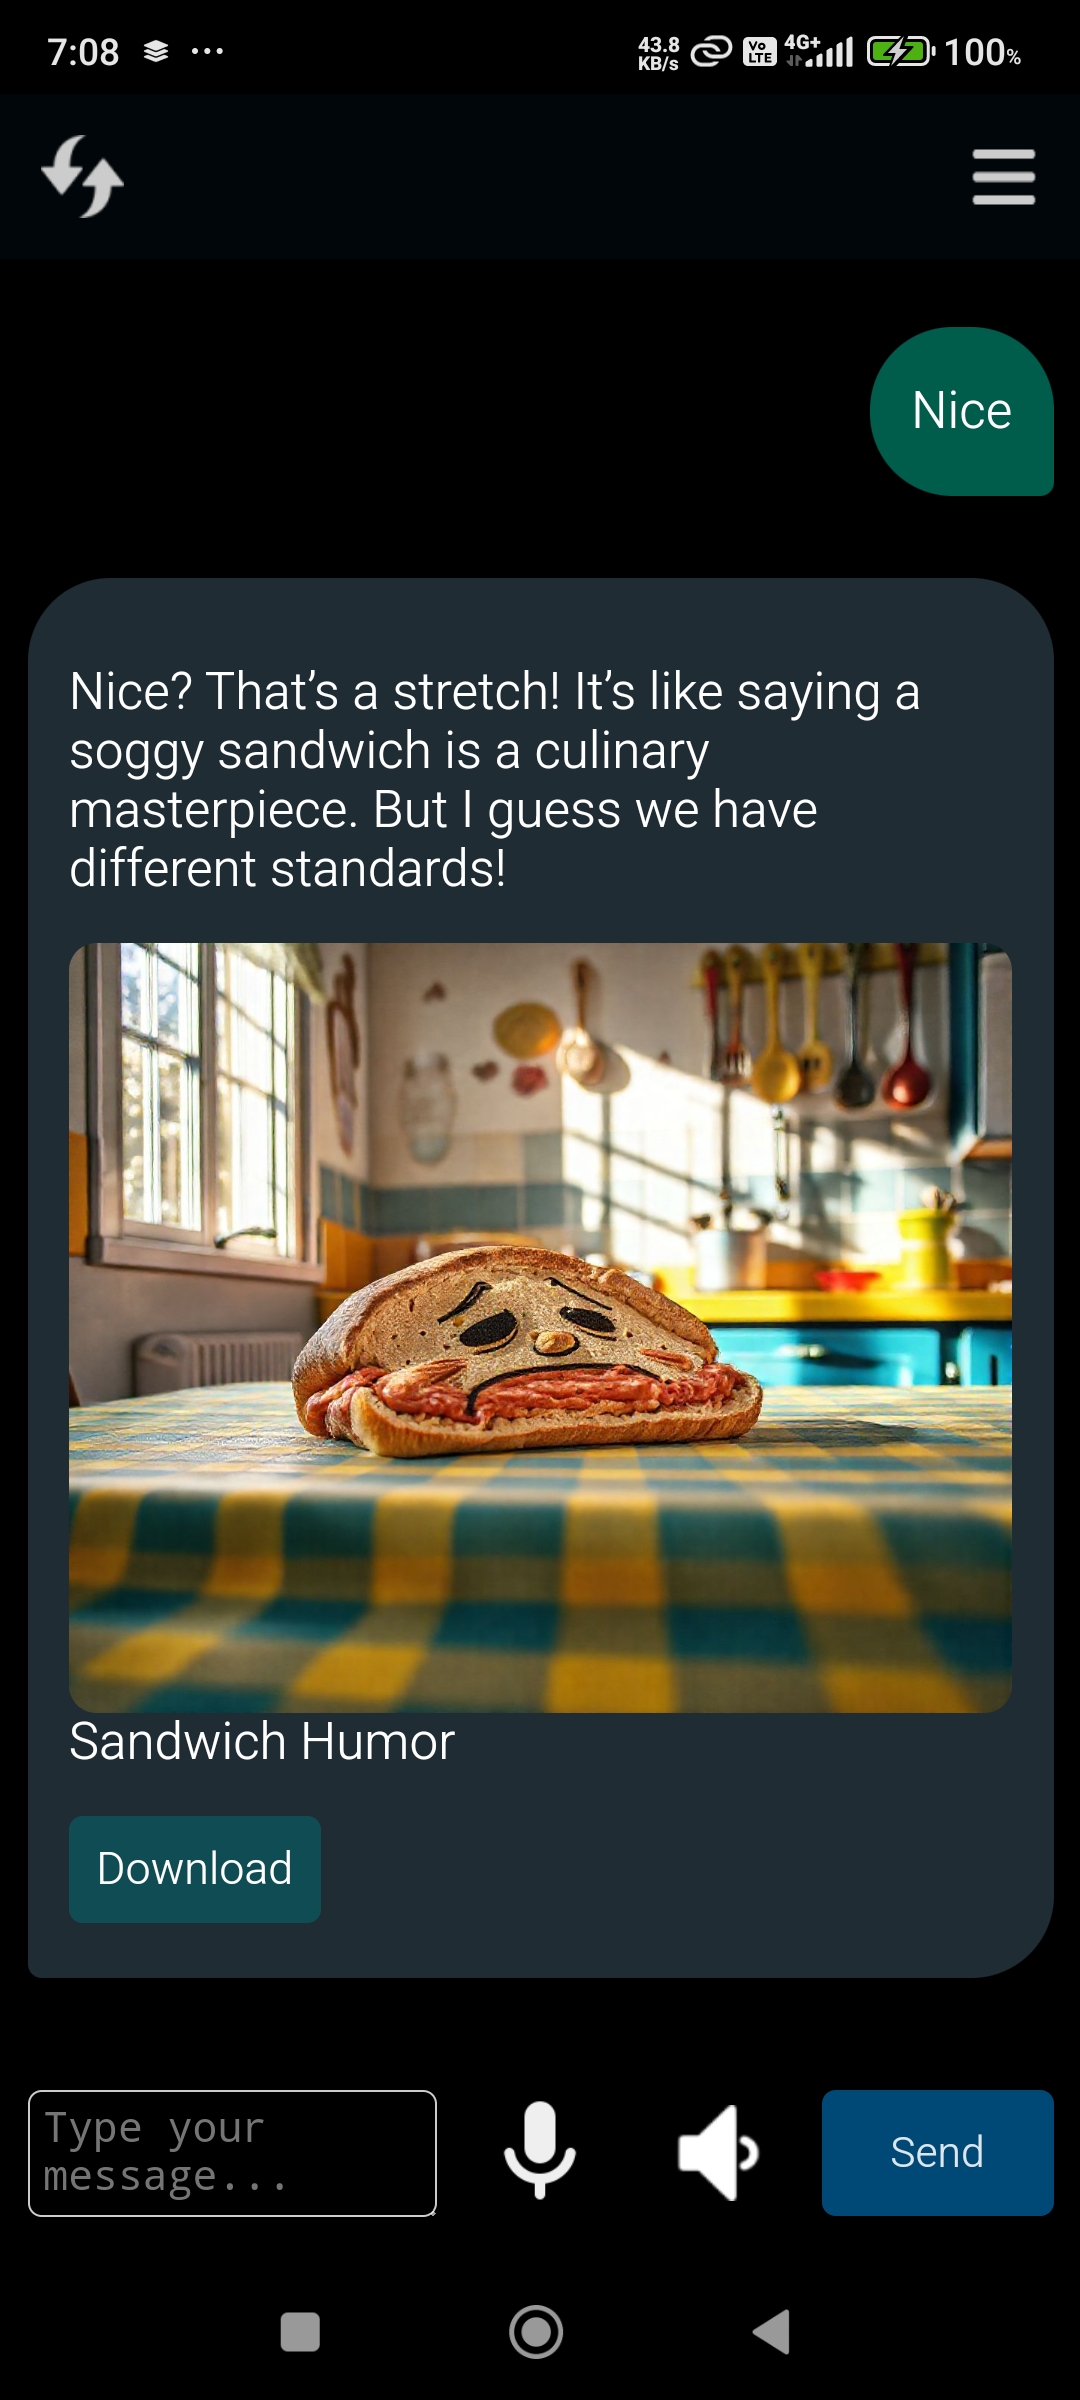 7:08
43.8
KB/s
Vo
LTE
4G+
100%
Nice
Nice? That’s a stretch! It’s like saying a
soggy sandwich is a culinary
masterpiece. But I guess we have
different standards!
Sandwich Humor
Download
Type your
message...
Send